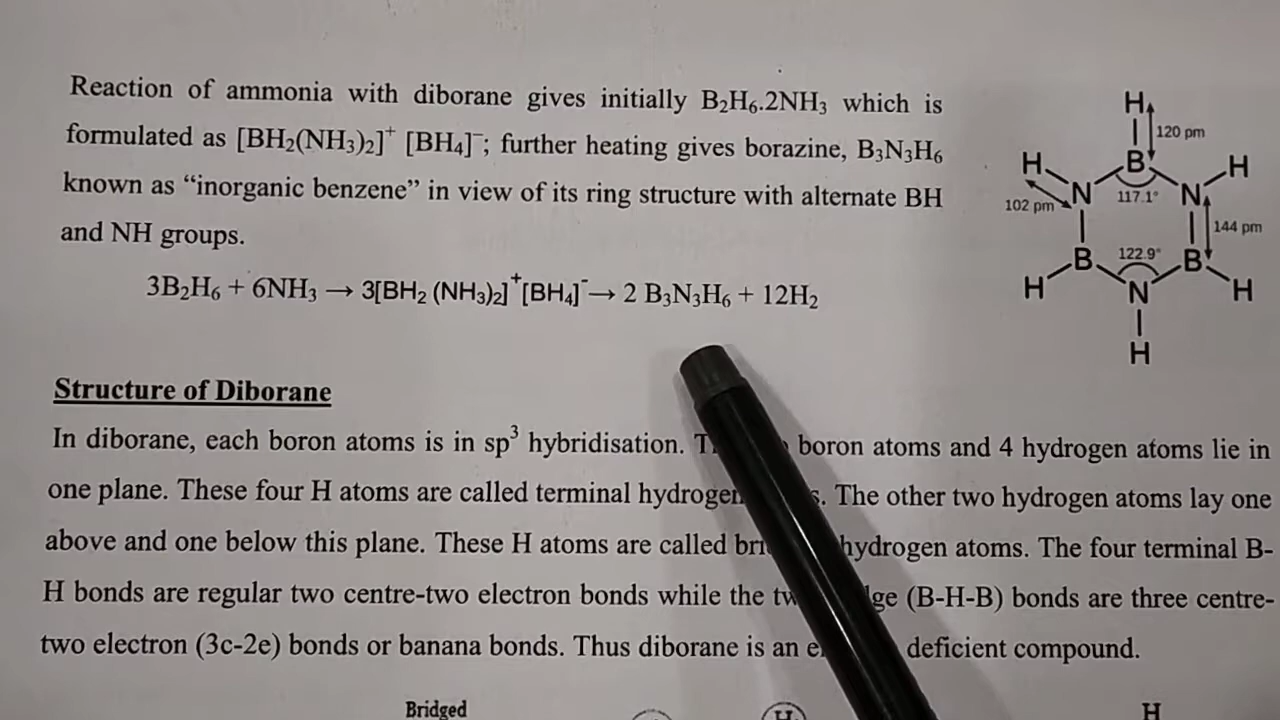 Reaction of ammonia with diborane gives initially B₂H₆.2NH₃ which is
formulated as [BH₂(NH₃)₂]⁺ [BH₄]⁻; further heating gives borazine, B₃N₃H₆
known as “inorganic benzene” in view of its ring structure with alternate BH
and NH groups.
3B₂H₆ + 6NH₃ → 3[BH₂ (NH₃)₂]⁺[BH₄]⁻→ 2 B₃N₃H₆ + 12H₂
H
120 pm
H B H
N 117.1° N
102 pm
144 pm
B 122.9° B
H N H
H
Structure of Diborane
In diborane, each boron atoms is in sp³ hybridisation. boron atoms and 4 hydrogen atoms lie in
one plane. These four H atoms are called terminal hydrogen The other two hydrogen atoms lay one
above and one below this plane. These H atoms are called hydrogen atoms. The four terminal B-
H bonds are regular two centre-two electron bonds while the (B-H-B) bonds are three centre-
two electron (3c-2e) bonds or banana bonds. Thus diborane is an deficient compound.
Bridged H H